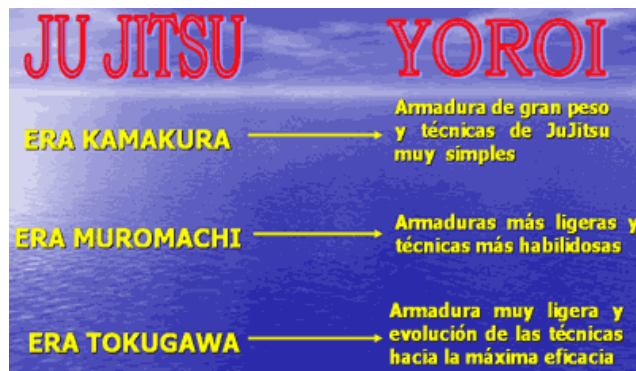 JU JITSU YOROI
ERA KAMAKURA
Armadura de gran peso
y técnicas de JuJitsu
muy simples
ERA MUROMACHI
Armaduras más ligeras y
técnicas más habilidosas
ERA TOKUGAWA
Armadura muy ligera y
evolución de las técnicas
hacia la máxima eficacia